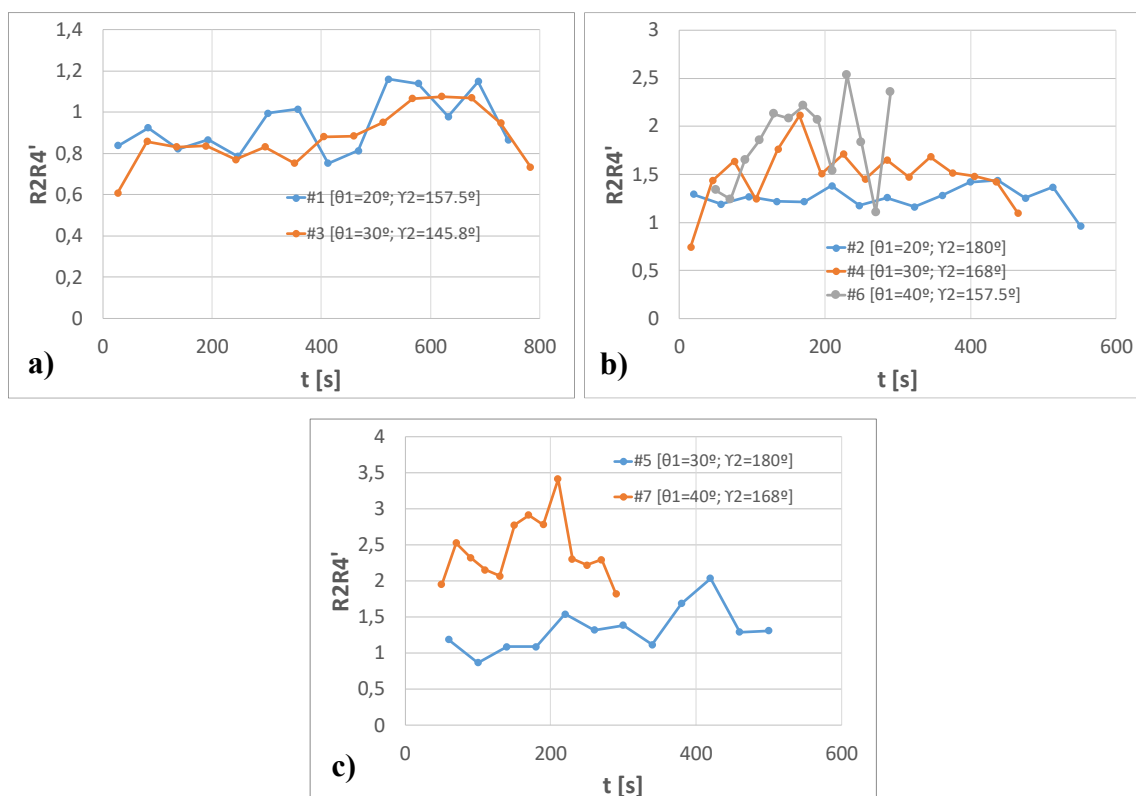 1,4
1,2
1
0,8
0,6
0,4
0,2
0
R2R4'
#1 [θ1=20º; ϒ2=157.5º]
#3 [θ1=30º; ϒ2=145.8º]
0 200 400 600 800
a)
t [s]
3
2,5
2
1,5
1
0,5
0
R2R4'
#2 [θ1=20º; ϒ2=180º]
#4 [θ1=30º; ϒ2=168º]
#6 [θ1=40º; ϒ2=157.5º]
0 200 400 600
b)
t [s]
4
3,5
3
2,5
2
1,5
1
0,5
0
R2R4'
#5 [θ1=30º; ϒ2=180º]
#7 [θ1=40º; ϒ2=168º]
0 200 400 600
c)
t [s]